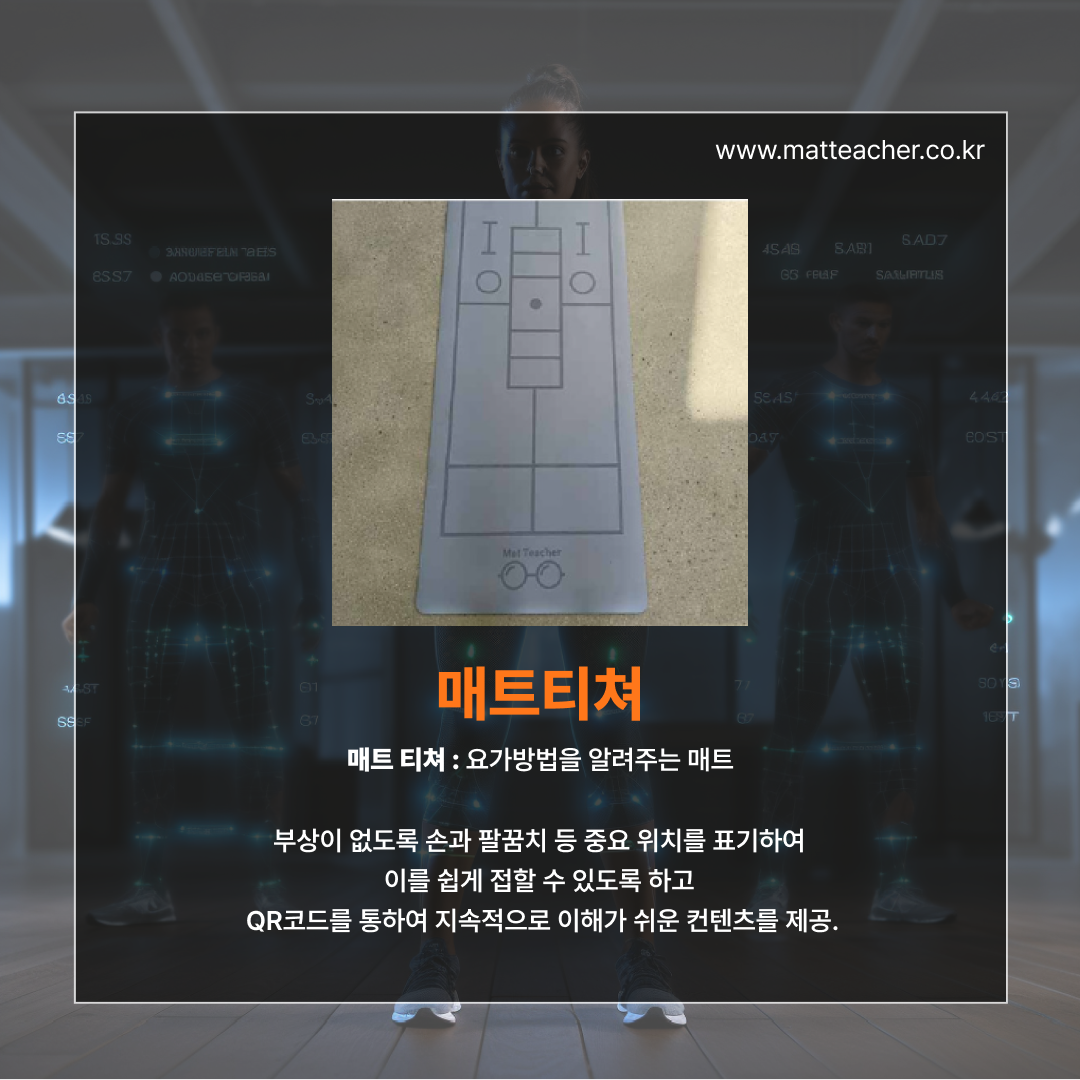 www.matteacher.co.kr
Mat Teacher
매트티쳐
매트 티쳐 : 요가방법을 알려주는 매트
부상이 없도록 손과 팔꿈치 등 중요 위치를 표기하여
이를 쉽게 접할 수 있도록 하고
QR코드를 통하여 지속적으로 이해가 쉬운 컨텐츠를 제공.